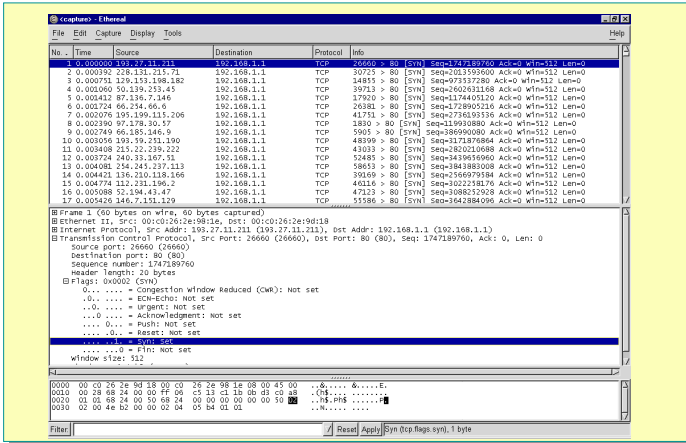 <capture> - Ethereal
File Edit Capture Display Tools Help
No. . Time Source Destination Protocol Info
1 0.000000 193.27.11.211 192.168.1.1 TCP 26660 > 80 [SYN] Seq=1747189760 Ack=0 Win=512 Len=0
2 0.000392 228.131.215.71 192.168.1.1 TCP 30725 > 80 [SYN] Seq=2013593600 Ack=0 Win=512 Len=0
3 0.000751 129.153.198.182 192.168.1.1 TCP 14855 > 80 [SYN] Seq=973537280 Ack=0 Win=512 Len=0
4 0.001060 50.139.253.45 192.168.1.1 TCP 39713 > 80 [SYN] Seq=2602631168 Ack=0 Win=512 Len=0
5 0.001412 87.136.7.146 192.168.1.1 TCP 17920 > 80 [SYN] Seq=1174405120 Ack=0 Win=512 Len=0
6 0.001724 66.254.66.6 192.168.1.1 TCP 26381 > 80 [SYN] Seq=1728905216 Ack=0 Win=512 Len=0
7 0.002076 195.199.115.206 192.168.1.1 TCP 41751 > 80 [SYN] Seq=2736193536 Ack=0 Win=512 Len=0
8 0.002390 97.178.30.57 192.168.1.1 TCP 1830 > 80 [SYN] Seq=119930880 Ack=0 Win=512 Len=0
9 0.002749 66.185.146.9 192.168.1.1 TCP 5905 > 80 [SYN] Seq=386990080 Ack=0 Win=512 Len=0
10 0.003056 193.59.251.190 192.168.1.1 TCP 48399 > 80 [SYN] Seq=3171876864 Ack=0 Win=512 Len=0
11 0.003408 215.22.239.222 192.168.1.1 TCP 43033 > 80 [SYN] Seq=2820210688 Ack=0 Win=512 Len=0
12 0.003724 240.33.167.51 192.168.1.1 TCP 52485 > 80 [SYN] Seq=3439656960 Ack=0 Win=512 Len=0
13 0.004081 254.245.237.113 192.168.1.1 TCP 58653 > 80 [SYN] Seq=3843883008 Ack=0 Win=512 Len=0
14 0.004421 136.210.118.166 192.168.1.1 TCP 39169 > 80 [SYN] Seq=2566979584 Ack=0 Win=512 Len=0
15 0.004774 112.231.196.2 192.168.1.1 TCP 46116 > 80 [SYN] Seq=3022258176 Ack=0 Win=512 Len=0
16 0.005088 52.194.43.47 192.168.1.1 TCP 47123 > 80 [SYN] Seq=3088252928 Ack=0 Win=512 Len=0
17 0.005426 146.7.151.129 192.168.1.1 TCP 55586 > 80 [SYN] Seq=3642884096 Ack=0 Win=512 Len=0
Frame 1 (60 bytes on wire, 60 bytes captured)
Ethernet II, Src: 00:c0:26:2e:98:1e, Dst: 00:c0:26:2e:9d:18
Internet Protocol, Src Addr: 193.27.11.211 (193.27.11.211), Dst Addr: 192.168.1.1 (192.168.1.1)
Transmission Control Protocol, Src Port: 26660 (26660), Dst Port: 80 (80), Seq: 1747189760, Ack: 0, Len: 0
Source port: 26660 (26660)
Destination port: 80 (80)
Sequence number: 1747189760
Header length: 20 bytes
Flags: 0x0002 (SYN)
0... .... = Congestion Window Reduced (CWR): Not set
.0.. .... = ECN-Echo: Not set
..0. .... = Urgent: Not set
...0 .... = Acknowledgment: Not set
.... 0... = Push: Not set
.... .0.. = Reset: Not set
.... ..1. = Syn: Set
.... ...0 = Fin: Not set
Window size: 512
0000 00 c0 26 2e 9d 18 00 c0 26 2e 98 1e 08 00 45 00 ..&..... &.....E.
0010 00 28 68 24 00 00 ff 06 c5 13 c1 1b 0b d3 c0 a8 .(h$.... ........
0020 01 01 68 24 00 50 68 24 00 00 00 00 00 00 50 02 ..h$.Ph$ ......P.
0030 02 00 4e b2 00 00 02 04 05 b4 01 01 ..N..... ....
Filter: / Reset Apply Syn (tcp.flags.syn), 1 byte